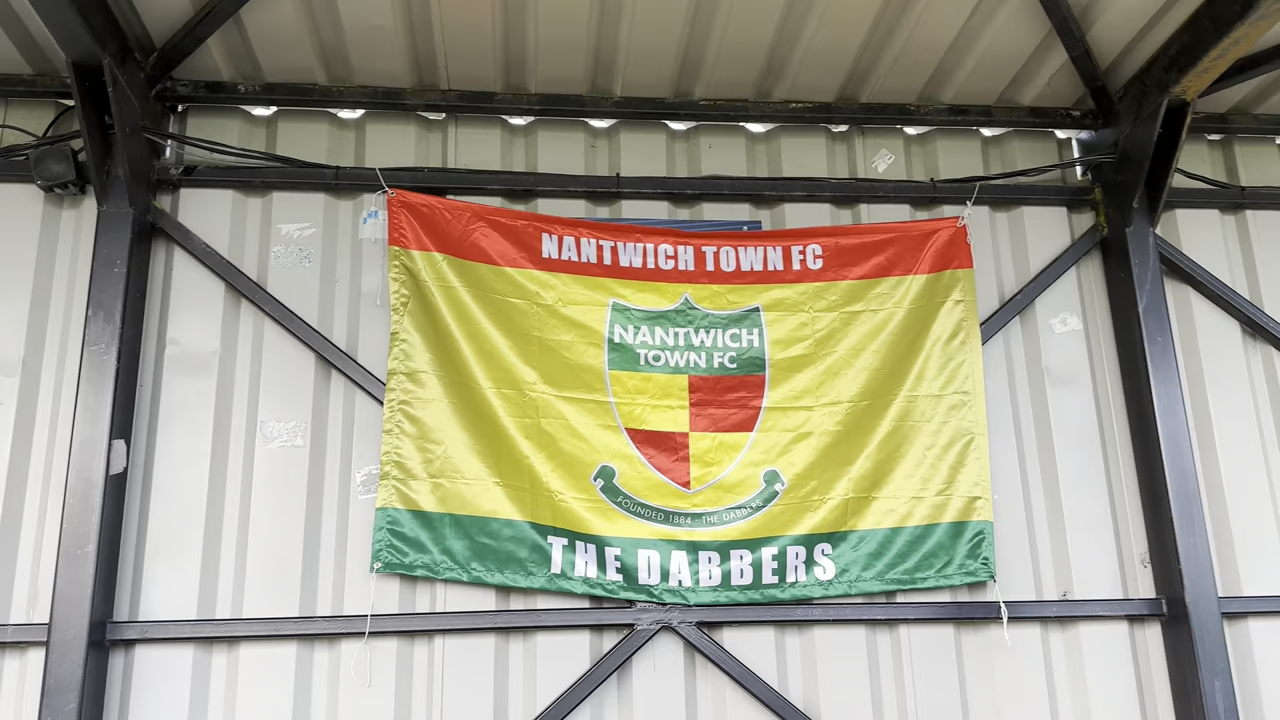 NANTWICH TOWN FC
NANTWICH
TOWN FC
FOUNDED 1884 - THE DABBERS
THE DABBERS